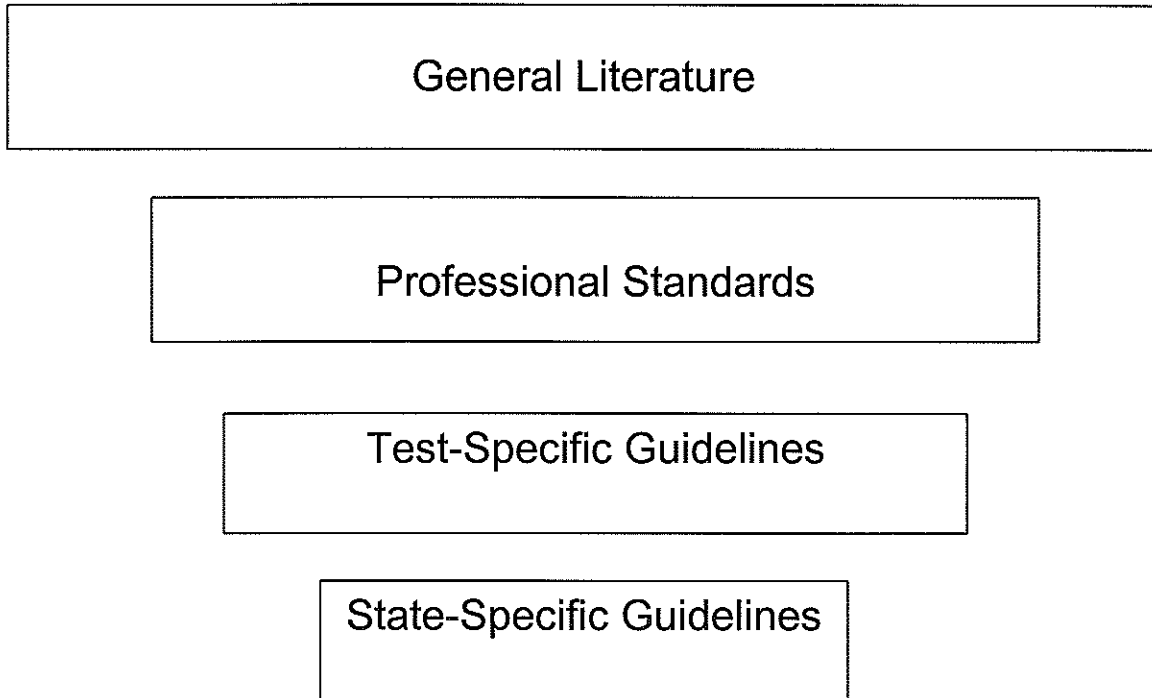 General Literature
Professional Standards
Test-Specific Guidelines
State-Specific Guidelines